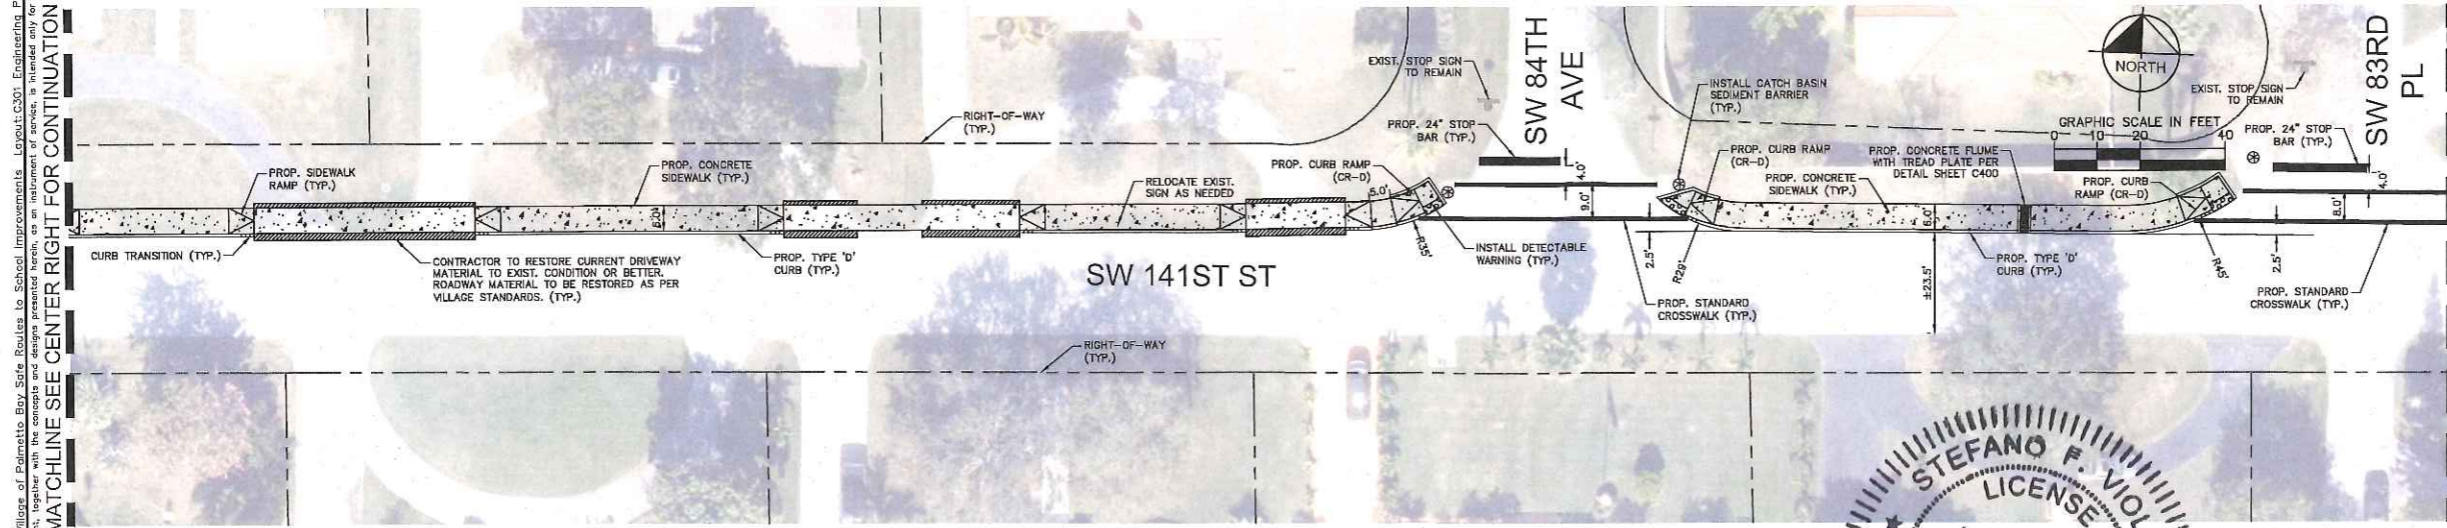 Village of Palmetto Bay Safe Routes to School Improvements Layout: C301 Engineering P
nt, together with the concepts and designs presented herein, as an instrument of service, is intended only for
MATCHLINE SEE CENTER RIGHT FOR CONTINUATION
PROP. SIDEWALK
RAMP (TYP.)
CURB TRANSITION (TYP.)
CONTRACTOR TO RESTORE CURRENT DRIVEWAY
MATERIAL TO EXIST. CONDITION OR BETTER.
ROADWAY MATERIAL TO BE RESTORED AS PER
VILLAGE STANDARDS. (TYP.)
PROP. CONCRETE
SIDEWALK (TYP.)
6.0'
PROP. TYPE 'D'
CURB (TYP.)
RIGHT-OF-WAY
(TYP.)
RELOCATE EXIST.
SIGN AS NEEDED
SW 141ST ST
RIGHT-OF-WAY
(TYP.)
EXIST. STOP SIGN
TO REMAIN
PROP. 24" STOP
BAR (TYP.)
PROP. CURB RAMP
(CR-D)
5.0'
R35'
INSTALL DETECTABLE
WARNING (TYP.)
SW 84TH
AVE
4.0'
9.0'
2.5'
R29'
PROP. STANDARD
CROSSWALK (TYP.)
INSTALL CATCH BASIN
SEDIMENT BARRIER
(TYP.)
PROP. CURB RAMP
(CR-D)
PROP. CONCRETE
SIDEWALK (TYP.)
PROP. CONCRETE FLUME
WITH TREAD PLATE PER
DETAIL SHEET C400
6.0'
±23.5'
PROP. TYPE 'D'
CURB (TYP.)
NORTH
GRAPHIC SCALE IN FEET
0 10 20 40
PROP. CURB
RAMP (CR-D)
R45'
EXIST. STOP SIGN
TO REMAIN
PROP. 24" STOP
BAR (TYP.)
SW 83RD
PL
4.0'
8.0'
2.5'
PROP. STANDARD
CROSSWALK (TYP.)
STEFANO F. VIOL
LICENSE